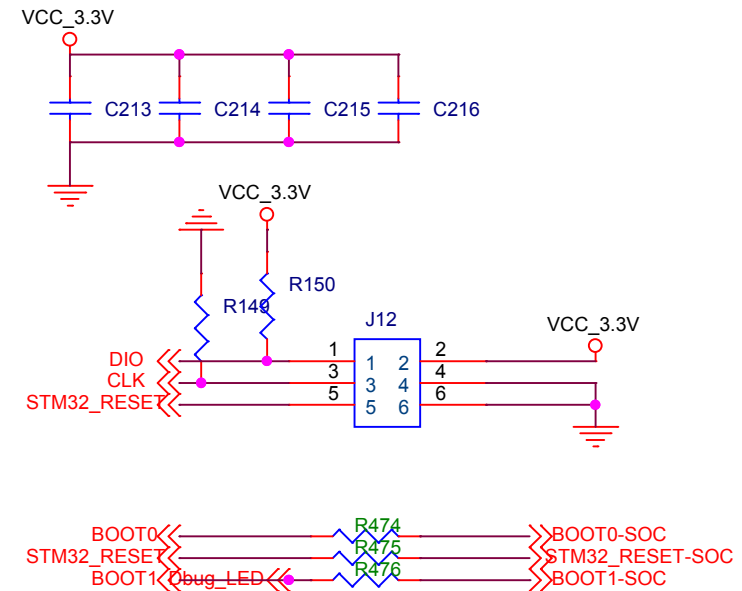 VCC_3.3V
C213 C214 C215 C216
VCC_3.3V
R149 R150
J12
VCC_3.3V
DIO 1 1 2 2
CLK 3 3 4 4
STM32_RESET 5 5 6 6
BOOT0 R474 BOOT0-SOC
STM32_RESET R475 STM32_RESET-SOC
BOOT1 Dbug_LED R476 BOOT1-SOC